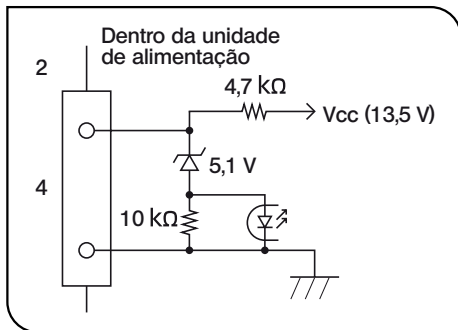 Dentro da unidade
de alimentação
2
4,7 kΩ
Vcc (13,5 V)
5,1 V
4
10 kΩ